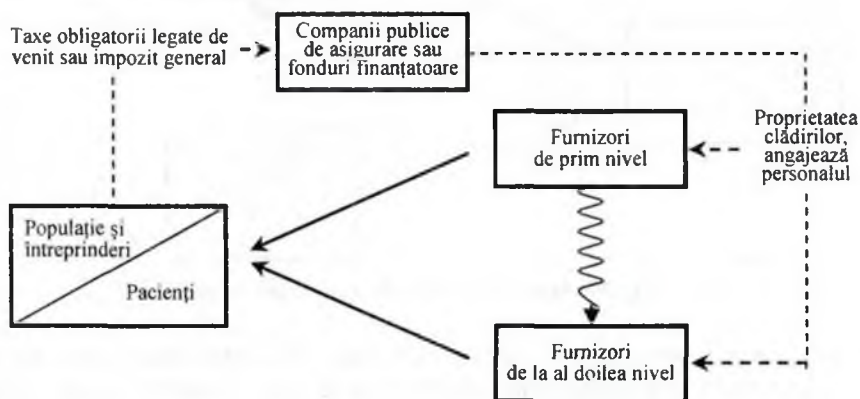 Taxe obligatorii legate de
venit sau impozit general
Companii publice
de asigurare sau
fonduri finanțatoare
Furnizori
de prim nivel
Proprietatea
clădirilor,
angajează
personalul
Populație și
întreprinderi
Pacienți
Furnizori
de la al doilea nivel